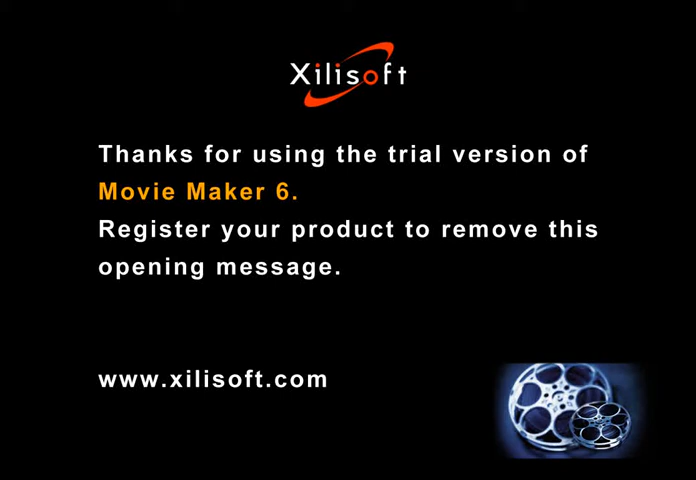 Xilisoft
Thanks for using the trial version of
Movie Maker 6.
Register your product to remove this
opening message.
www.xilisoft.com